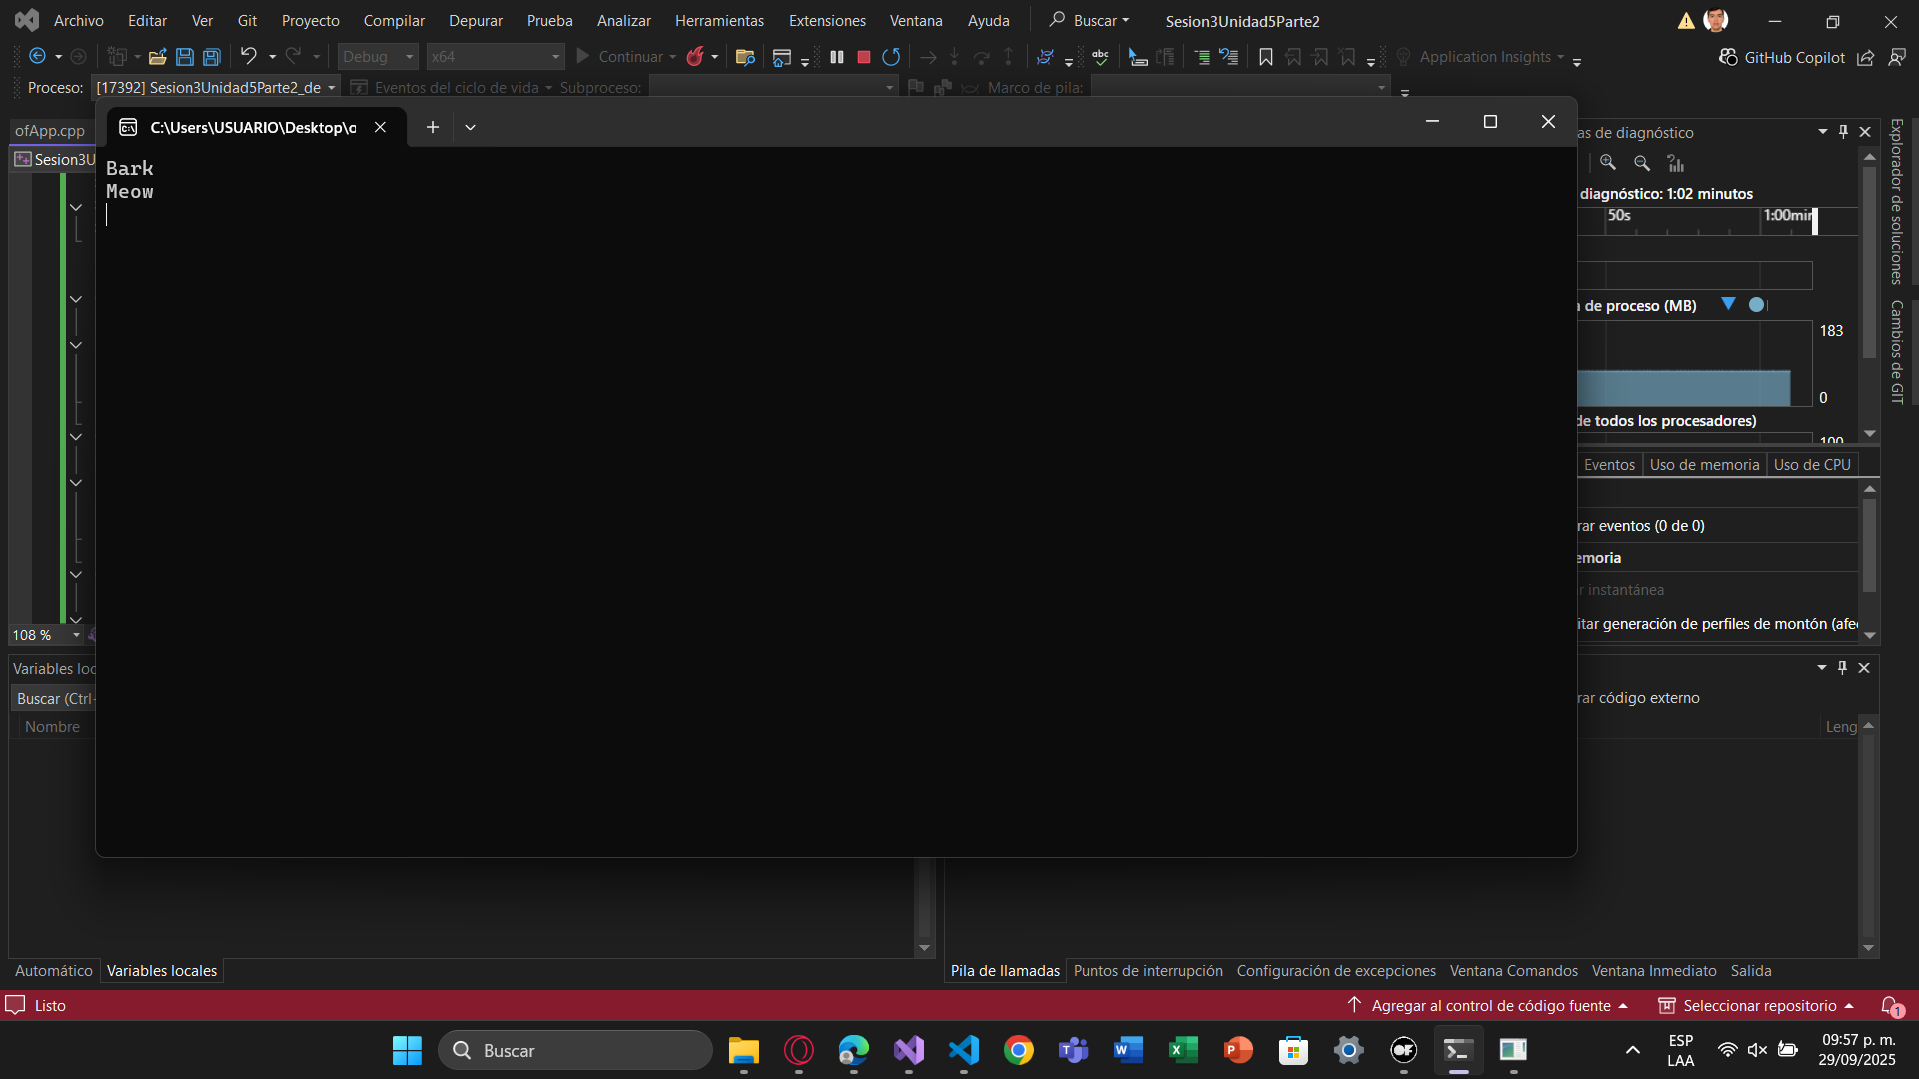 Archivo Editar Ver Git Proyecto Compilar Depurar Prueba Analizar Herramientas Extensiones Ventana Ayuda Buscar Sesion3Unidad5Parte2
Debug x64 Continuar Application Insights GitHub Copilot
Proceso: [17392] Sesion3Unidad5Parte2_de Eventos del ciclo de vida Subproceso: Marco de pila:
ofApp.cpp
C:\Users\USUARIO\Desktop\o
as de diagnóstico
Sesion3U
Bark
Meow
diagnóstico: 1:02 minutos
50s 1:00min
a de proceso (MB)
183
0
de todos los procesadores)
100
Eventos Uso de memoria Uso de CPU
rar eventos (0 de 0)
emoria
r instantánea
itar generación de perfiles de montón (afec
Explorador de soluciones
Cambios de GIT
108 %
Variables loc
Buscar (Ctrl+
Nombre
rar código externo
Leng
Automático Variables locales
Pila de llamadas Puntos de interrupción Configuración de excepciones Ventana Comandos Ventana Inmediato Salida
Listo
Agregar al control de código fuente Seleccionar repositorio 1
Buscar
ESP
LAA
09:57 p. m.
29/09/2025